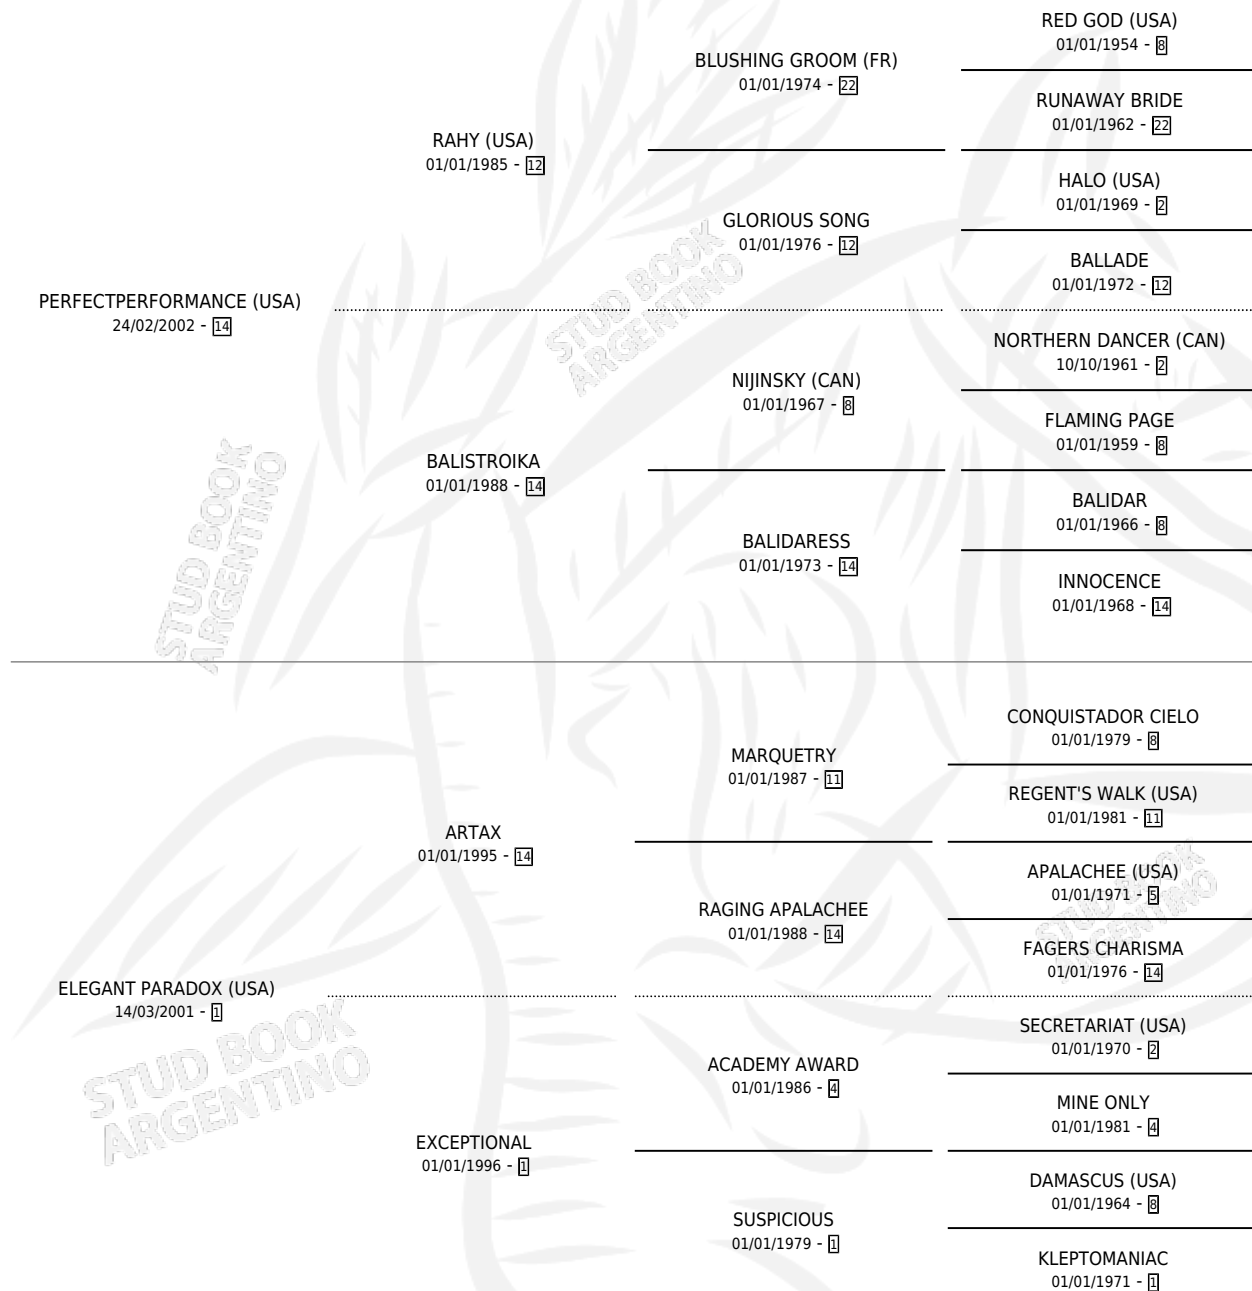 RED GOD (USA)
01/01/1954 - 8
BLUSHING GROOM (FR)
01/01/1974 - 22
RUNAWAY BRIDE
01/01/1962 - 22
RAHY (USA)
01/01/1985 - 12
HALO (USA)
01/01/1969 - 2
GLORIOUS SONG
01/01/1976 - 12
BALLADE
01/01/1972 - 12
PERFECTPERFORMANCE (USA)
24/02/2002 - 14
NORTHERN DANCER (CAN)
10/10/1961 - 2
NIJINSKY (CAN)
01/01/1967 - 8
FLAMING PAGE
01/01/1959 - 8
BALISTROIKA
01/01/1988 - 14
BALIDAR
01/01/1966 - 8
BALIDARESS
01/01/1973 - 14
INNOCENCE
01/01/1968 - 14
CONQUISTADOR CIELO
01/01/1979 - 8
MARQUETRY
01/01/1987 - 11
REGENT'S WALK (USA)
01/01/1981 - 11
ARTAX
01/01/1995 - 14
APALACHEE (USA)
01/01/1971 - 5
RAGING APALACHEE
01/01/1988 - 14
FAGERS CHARISMA
01/01/1976 - 14
ELEGANT PARADOX (USA)
14/03/2001 - 1
SECRETARIAT (USA)
01/01/1970 - 2
ACADEMY AWARD
01/01/1986 - 4
MINE ONLY
01/01/1981 - 4
EXCEPTIONAL
01/01/1996 - 1
DAMASCUS (USA)
01/01/1964 - 8
SUSPICIOUS
01/01/1979 - 1
KLEPTOMANIAC
01/01/1971 - 1
STUD BOOK
ARGENTINO
STUD BOOK
ARGENTINO
STUD BOOK
ARGENTINO
STUD BOOK
ARGENTINO